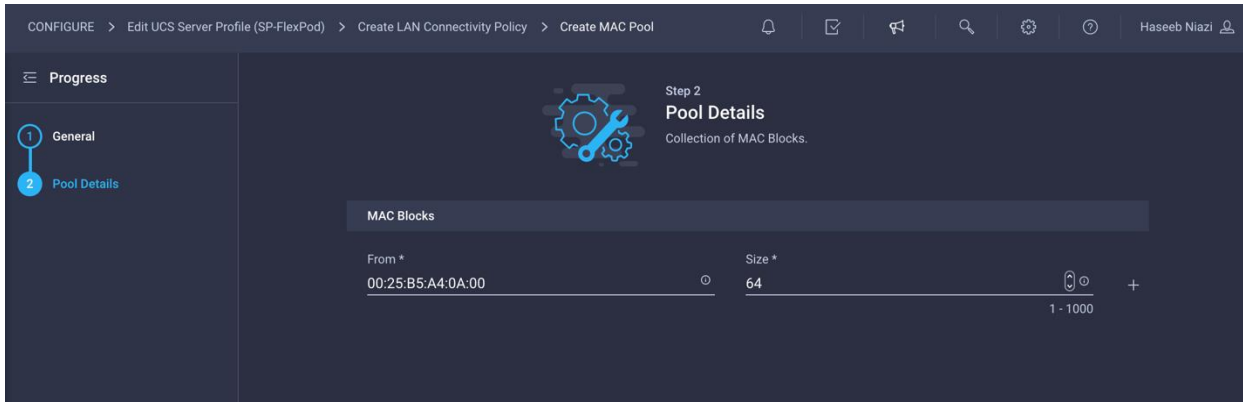 CONFIGURE > Edit UCS Server Profile (SP-FlexPod) > Create LAN Connectivity Policy > Create MAC Pool Haseeb Niazi
Progress
1 General
2 Pool Details
Step 2
Pool Details
Collection of MAC Blocks.
MAC Blocks
From * Size *
00:25:B5:A4:0A:00 64
1 - 1000